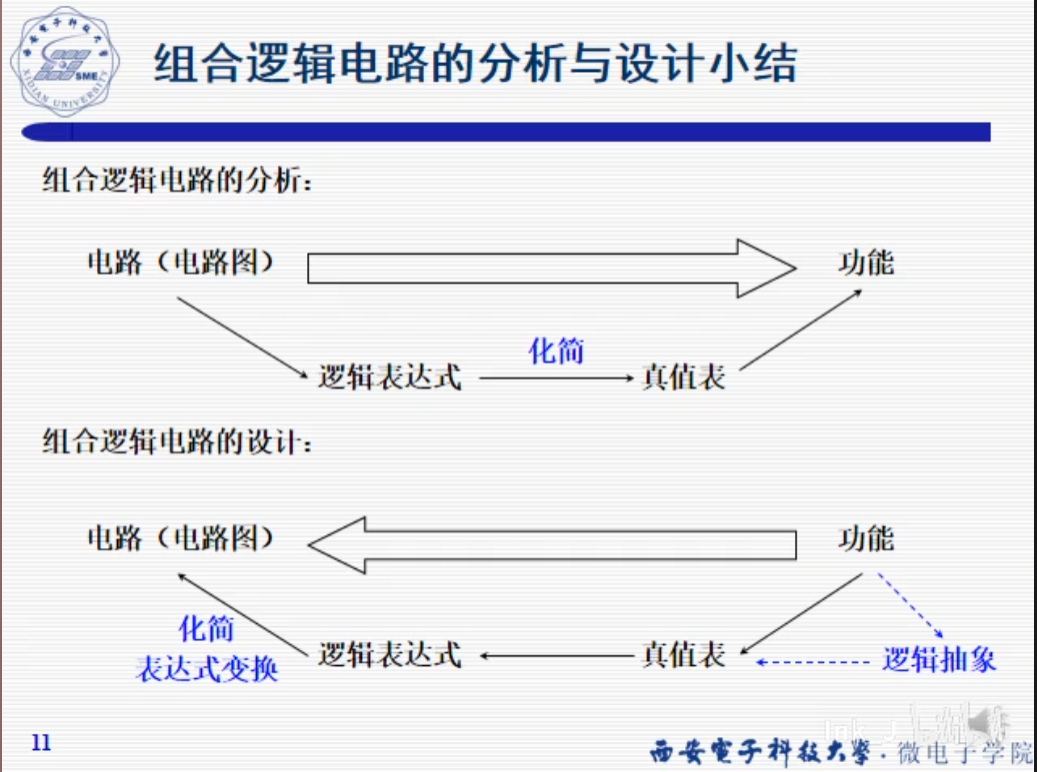 组合逻辑电路的分析与设计小结
SME
XIDIAN UNIVERSITY
组合逻辑电路的分析：
电路（电路图）
功能
化简
逻辑表达式
真值表
组合逻辑电路的设计：
电路（电路图）
功能
化简
表达式变换
逻辑表达式
真值表
逻辑抽象
11
西安電子科技大學·微电子学院